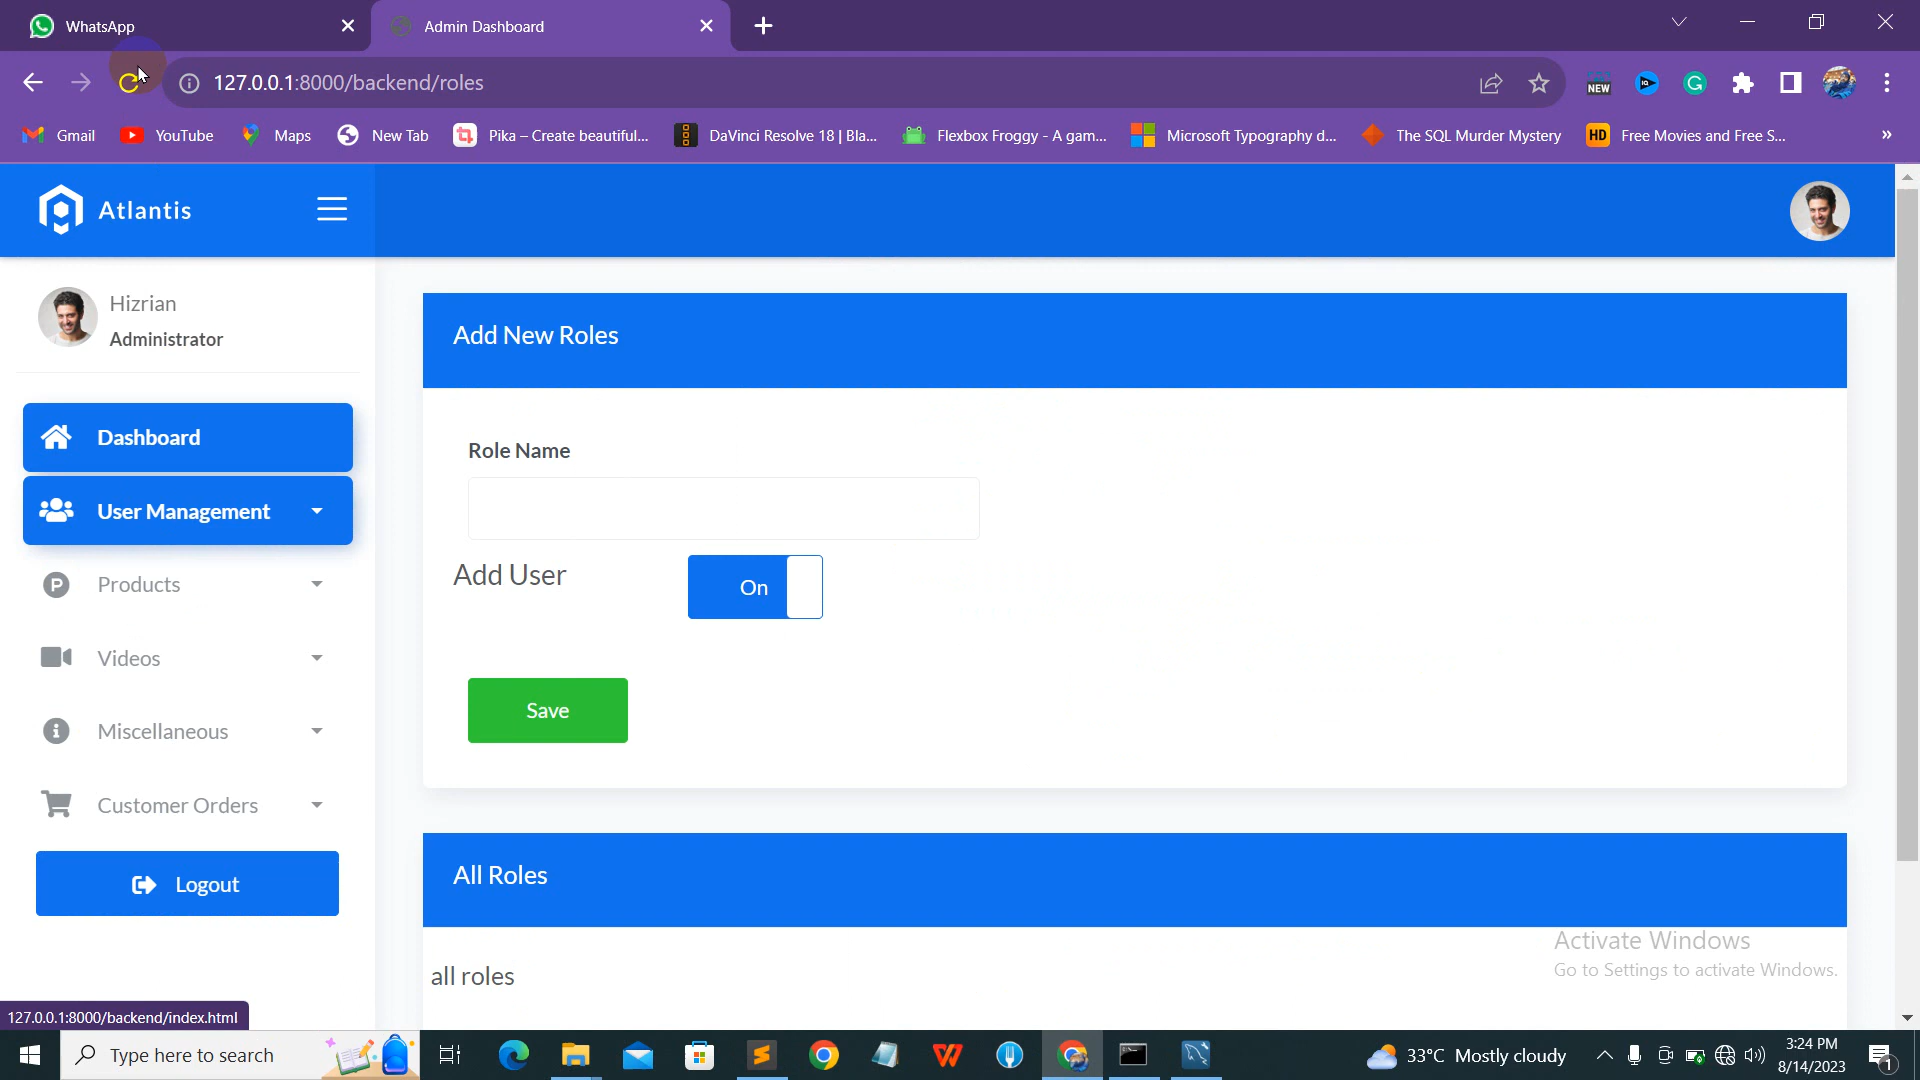 WhatsApp
Admin Dashboard
127.0.0.1:8000/backend/roles
NEW
Gmail
YouTube
Maps
New Tab
Pika – Create beautiful...
DaVinci Resolve 18 | Bla...
Flexbox Froggy - A gam...
Microsoft Typography d...
The SQL Murder Mystery
HD
Free Movies and Free S...
»
Atlantis
Hizrian
Administrator
Dashboard
User Management
Products
Videos
Miscellaneous
Customer Orders
Logout
Add New Roles
Role Name
Add User
On
Save
All Roles
all roles
Activate Windows
Go to Settings to activate Windows.
127.0.0.1:8000/backend/index.html
Type here to search
33°C Mostly cloudy
3:24 PM
8/14/2023
1